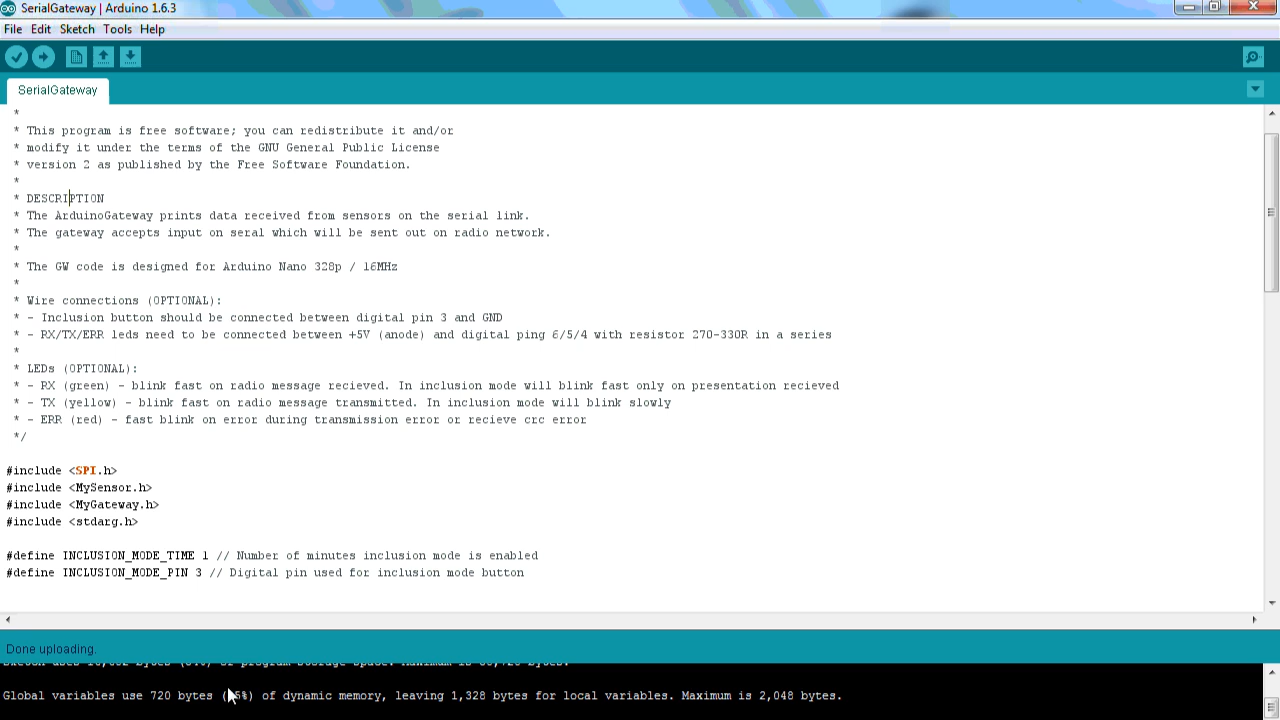 SerialGateway | Arduino 1.6.3
File Edit Sketch Tools Help
SerialGateway
*
* This program is free software; you can redistribute it and/or
* modify it under the terms of the GNU General Public License
* version 2 as published by the Free Software Foundation.
*
* DESCRIPTION
* The ArduinoGateway prints data received from sensors on the serial link.
* The gateway accepts input on seral which will be sent out on radio network.
*
* The GW code is designed for Arduino Nano 328p / 16MHz
*
* Wire connections (OPTIONAL):
* - Inclusion button should be connected between digital pin 3 and GND
* - RX/TX/ERR leds need to be connected between +5V (anode) and digital ping 6/5/4 with resistor 270-330R in a series
*
* LEDs (OPTIONAL):
* - RX (green) - blink fast on radio message recieved. In inclusion mode will blink fast only on presentation recieved
* - TX (yellow) - blink fast on radio message transmitted. In inclusion mode will blink slowly
* - ERR (red) - fast blink on error during transmission error or recieve crc error
*/
#include <SPI.h>
#include <MySensor.h>
#include <MyGateway.h>
#include <stdarg.h>
#define INCLUSION_MODE_TIME 1 // Number of minutes inclusion mode is enabled
#define INCLUSION_MODE_PIN 3 // Digital pin used for inclusion mode button
Done uploading.
bytes of program storage space. Maximum is bytes.
Global variables use 720 bytes of dynamic memory, leaving 1,328 bytes for local variables. Maximum is 2,048 bytes.